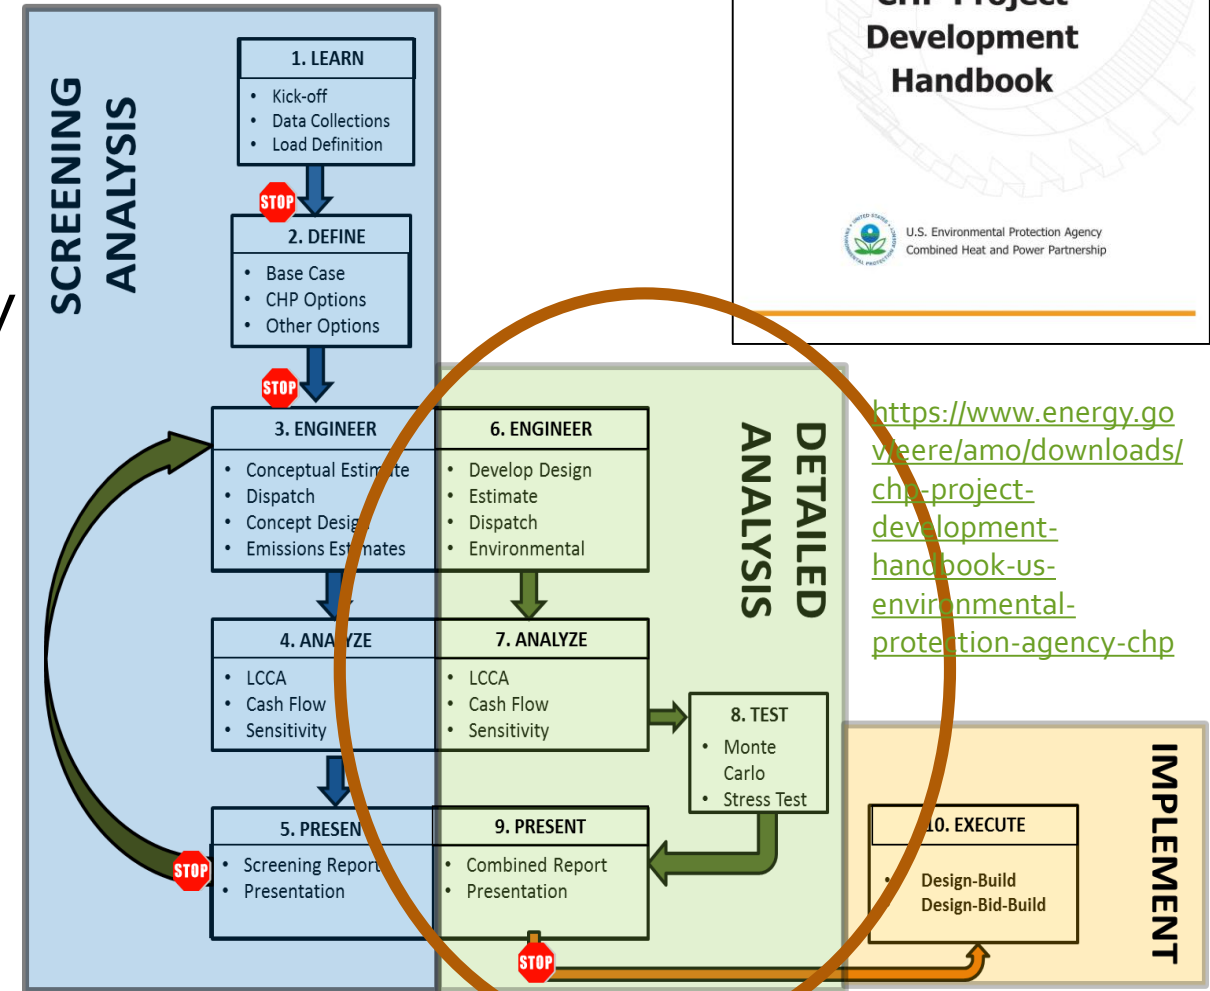 SCREENING
ANALYSIS
1. LEARN
• Kick-off
• Data Collections
• Load Definition
STOP
2. DEFINE
• Base Case
• CHP Options
• Other Options
STOP
3. ENGINEER
• Conceptual Estimate
• Dispatch
• Concept Design
• Emissions Estimates
4. ANALYZE
• LCCA
• Cash Flow
• Sensitivity
5. PRESENT
• Screening Report
• Presentation
STOP
DETAILED
ANALYSIS
6. ENGINEER
• Develop Design
• Estimate
• Dispatch
• Environmental
7. ANALYZE
• LCCA
• Cash Flow
• Sensitivity
8. TEST
• Monte
Carlo
• Stress Test
9. PRESENT
• Combined Report
• Presentation
STOP
IMPLEMENT
10. EXECUTE
• Design-Build
• Design-Bid-Build
CHP Project
Development
Handbook
U.S. Environmental Protection Agency
Combined Heat and Power Partnership
https://www.energy.go
v/eere/amo/downloads/
chp-project-
development-
handbook-us-
environmental-
protection-agency-chp